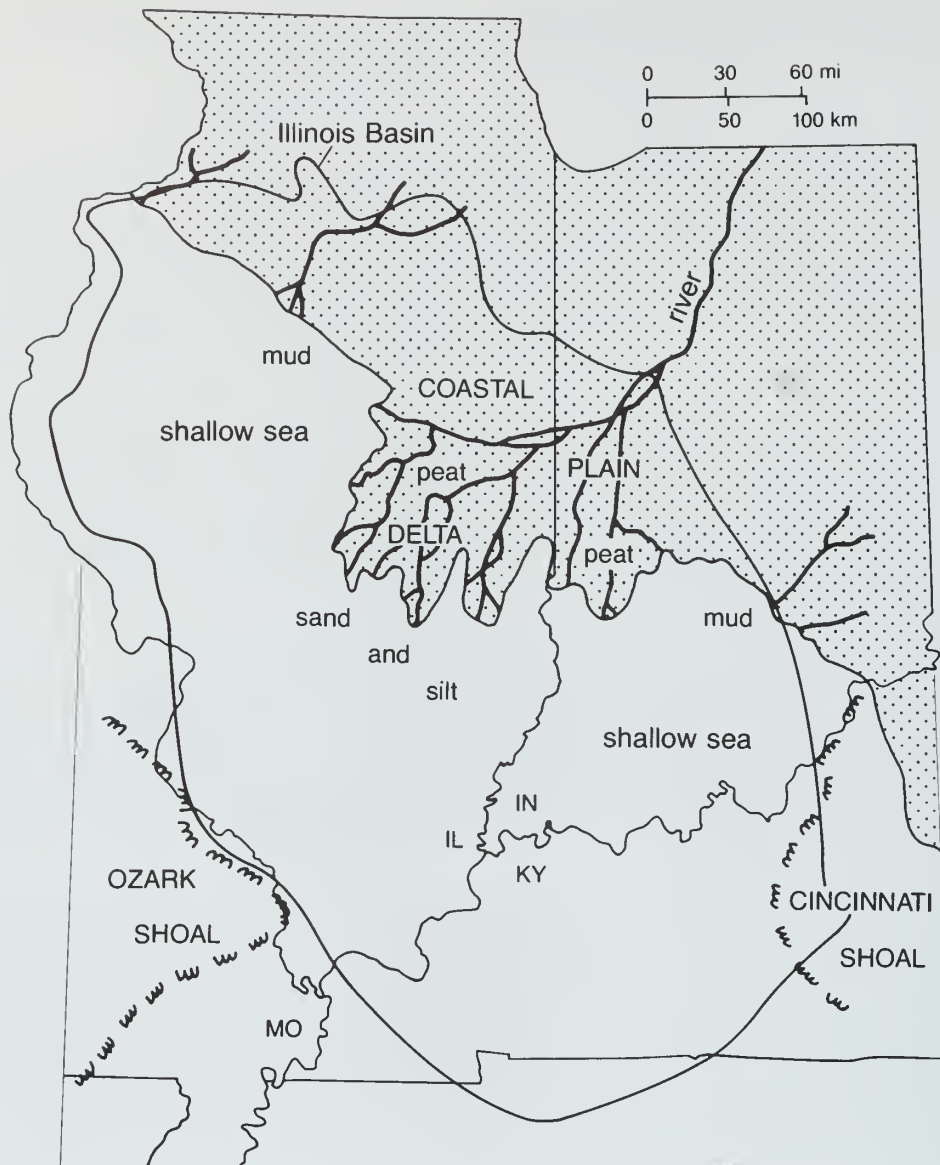 0 30 60 mi
0 50 100 km
Illinois Basin
river
mud
COASTAL
shallow sea
peat
PLAIN
DELTA
peat
sand
mud
and
silt
shallow sea
IN
IL
KY
OZARK
CINCINNATI
SHOAL
SHOAL
MO